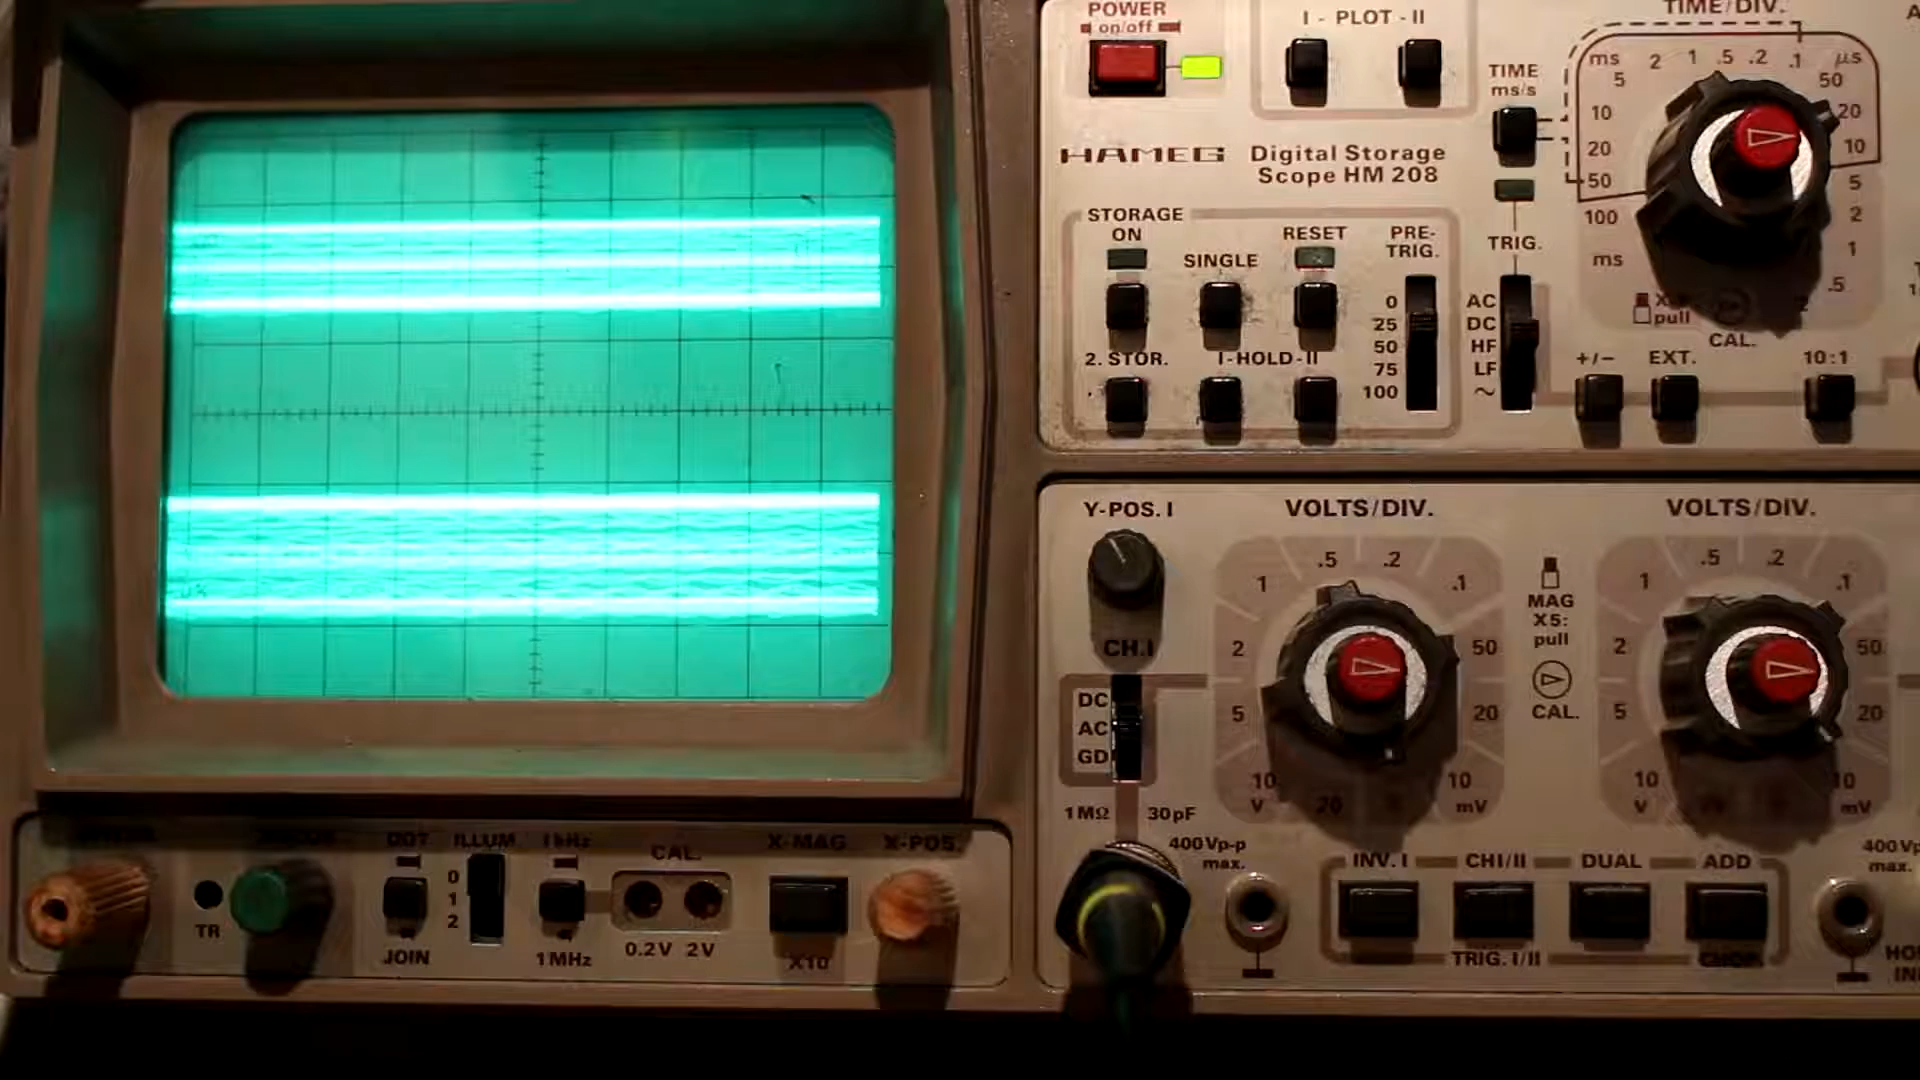 POWER
on/off
I - PLOT - II
TIME/DIV.
TIME
ms/s
ms
5
2
1
.5
.2
.1
µs
50
20
10
5
2
1
.5
10
20
50
100
ms
HAMEG
Digital Storage
Scope HM 208
STORAGE
ON
SINGLE
RESET
PRE-
TRIG.
0
25
50
75
100
2. STOR.
I-HOLD-II
TRIG.
AC
DC
HF
LF
~
pull
CAL.
+/−
EXT.
10:1
Y-POS. I
CH.I
DC
AC
GD
1MΩ
30pF
400Vp-p
max.
VOLTS/DIV.
.5
.2
1
.1
2
50
5
20
10
V
10
mV
MAG
X5:
pull
CAL.
VOLTS/DIV.
.5
.2
1
.1
2
50
5
20
10
V
10
mV
400Vp
max.
INV. I
CHI/II
DUAL
ADD
TRIG. I/II
CHOP.
HO
IN
TR
DOT
JOIN
ILLUM
0
1
2
1kHz
1MHz
CAL.
0.2V
2V
X-MAG
X10
X-POS.